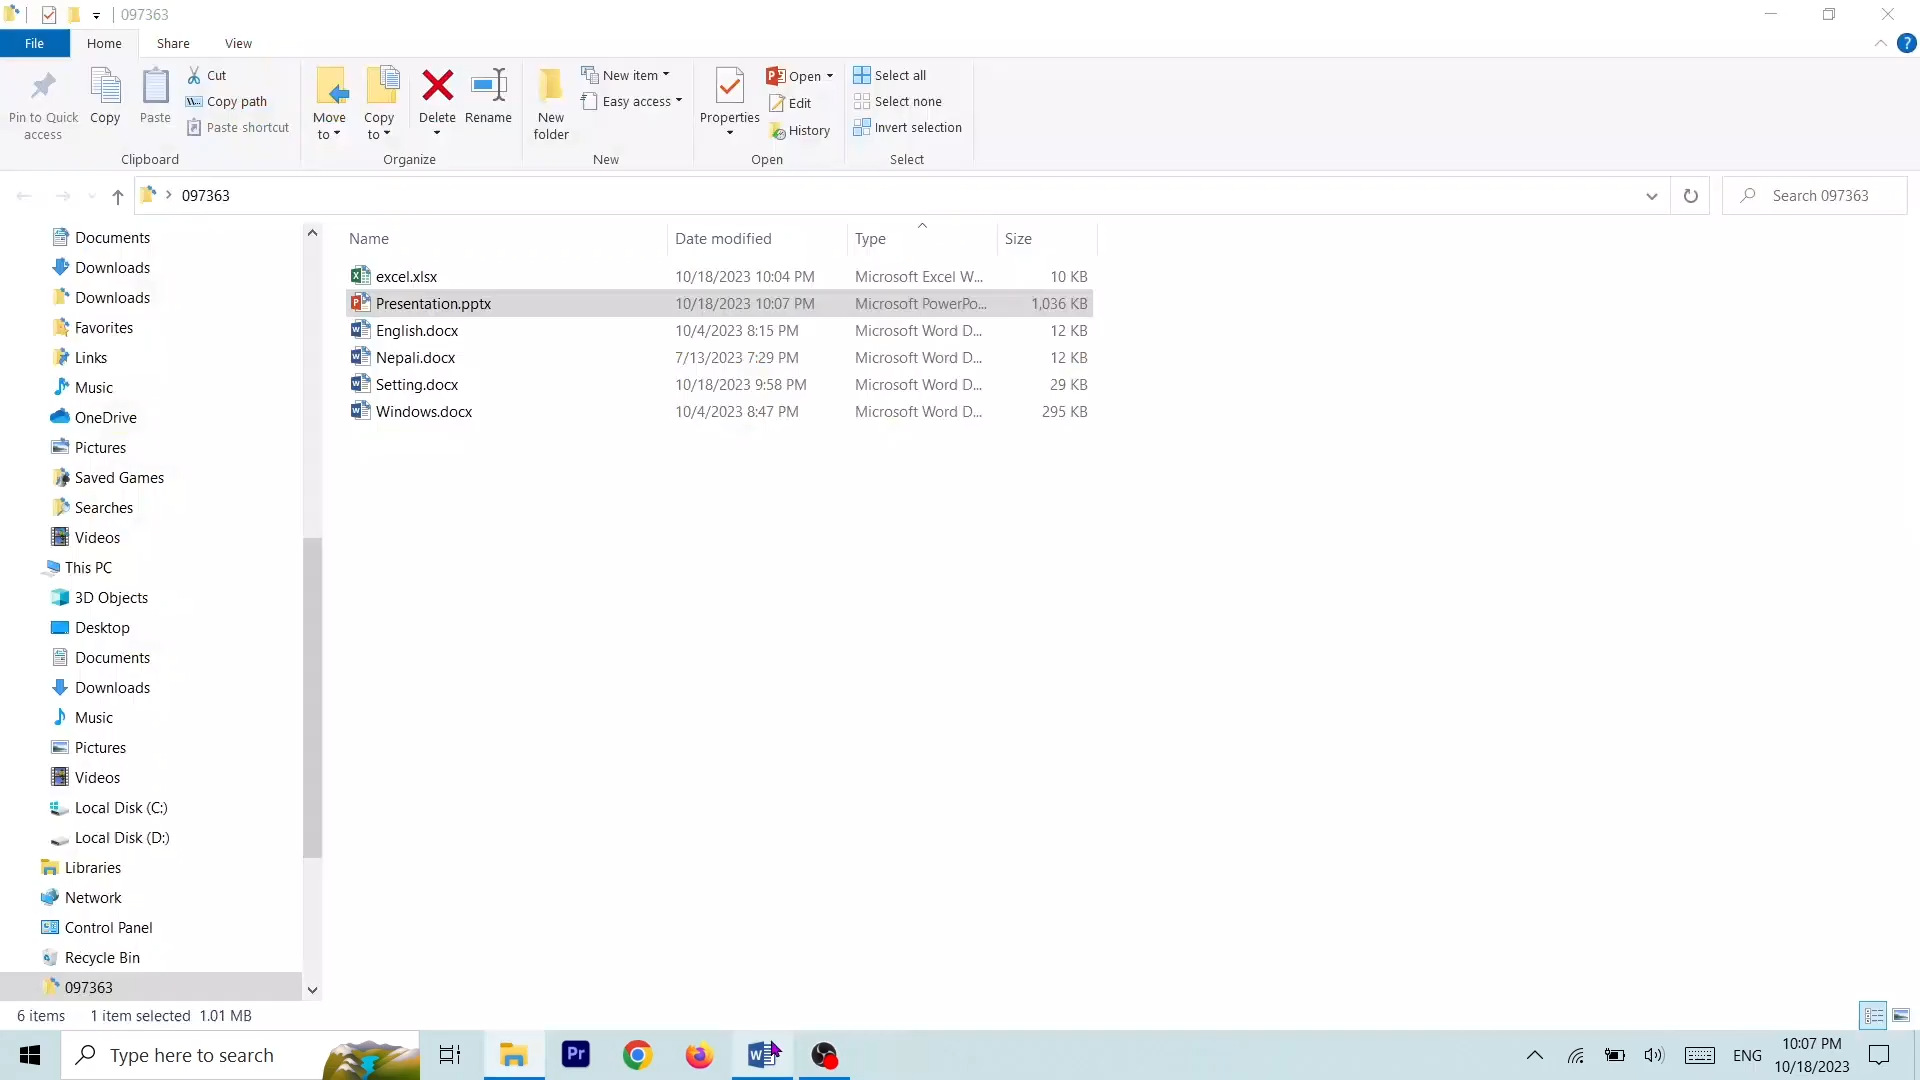 097363
File Home Share View
Pin to Quick access
Copy
Paste
Cut
Copy path
Paste shortcut
Clipboard
Move to
Copy to
Delete
Rename
Organize
New folder
New item
Easy access
New
Properties
Open
Edit
History
Open
Select all
Select none
Invert selection
Select
097363
Search 097363
Name Date modified Type Size
excel.xlsx 10/18/2023 10:04 PM Microsoft Excel W... 10 KB
Presentation.pptx 10/18/2023 10:07 PM Microsoft PowerPo... 1,036 KB
English.docx 10/4/2023 8:15 PM Microsoft Word D... 12 KB
Nepali.docx 7/13/2023 7:29 PM Microsoft Word D... 12 KB
Setting.docx 10/18/2023 9:58 PM Microsoft Word D... 29 KB
Windows.docx 10/4/2023 8:47 PM Microsoft Word D... 295 KB
Documents
Downloads
Downloads
Favorites
Links
Music
OneDrive
Pictures
Saved Games
Searches
Videos
This PC
3D Objects
Desktop
Documents
Downloads
Music
Pictures
Videos
Local Disk (C:)
Local Disk (D:)
Libraries
Network
Control Panel
Recycle Bin
097363
6 items 1 item selected 1.01 MB
Type here to search
Pr
ENG
10:07 PM
10/18/2023